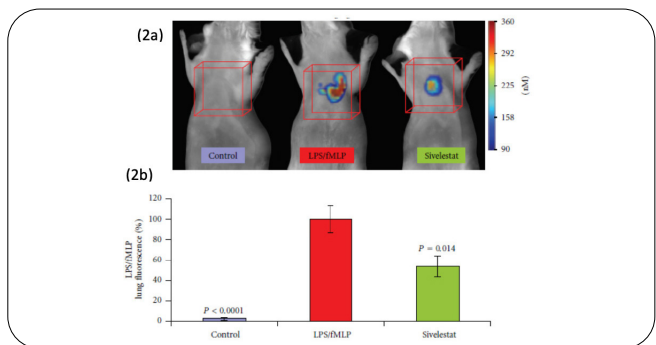 (2a)
360
292
225
158
90
(nM)
Control
LPS/fMLP
Sivelestat
(2b)
LPS/fMLP
lung fluorescence (%)
120
100
80
60
40
20
0
P < 0.0001
P = 0.014
Control
LPS/fMLP
Sivelestat